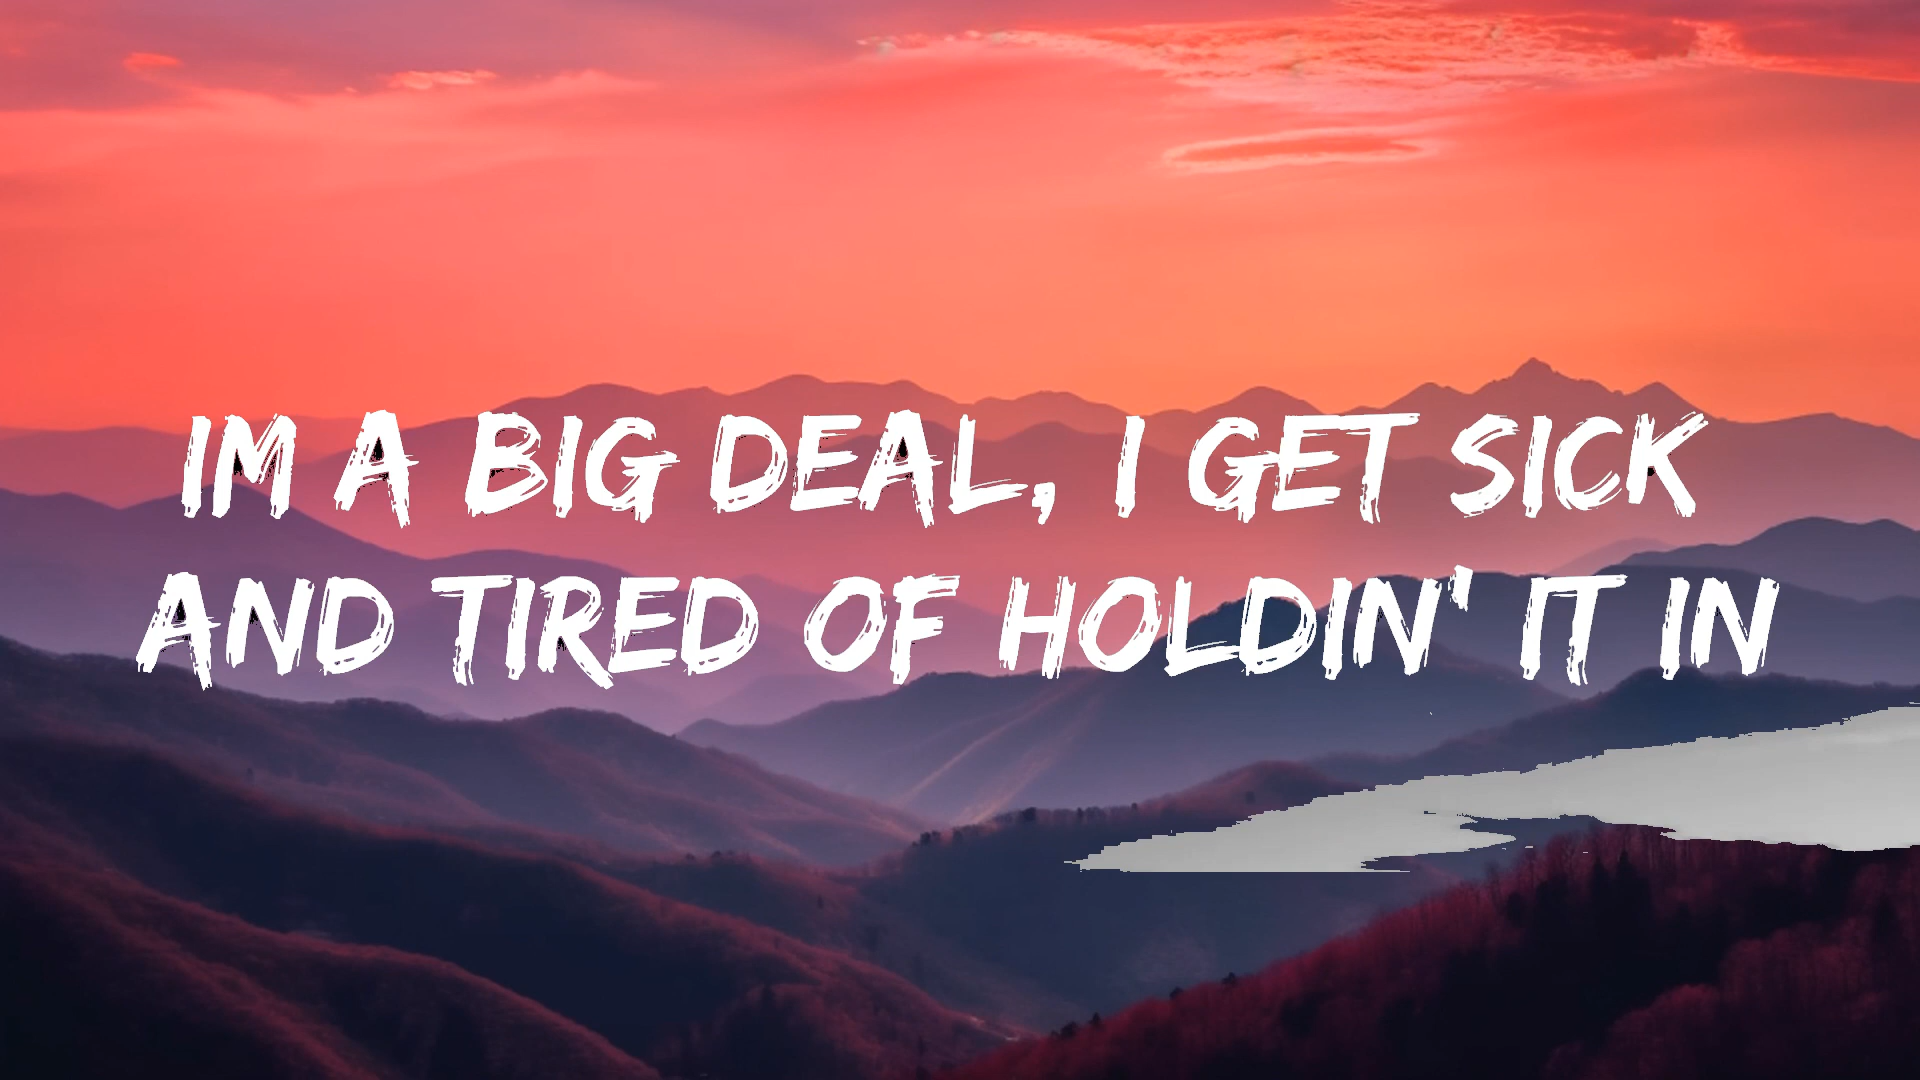 IM A BIG DEAL, I GET SICK
AND TIRED OF HOLDIN' IT IN